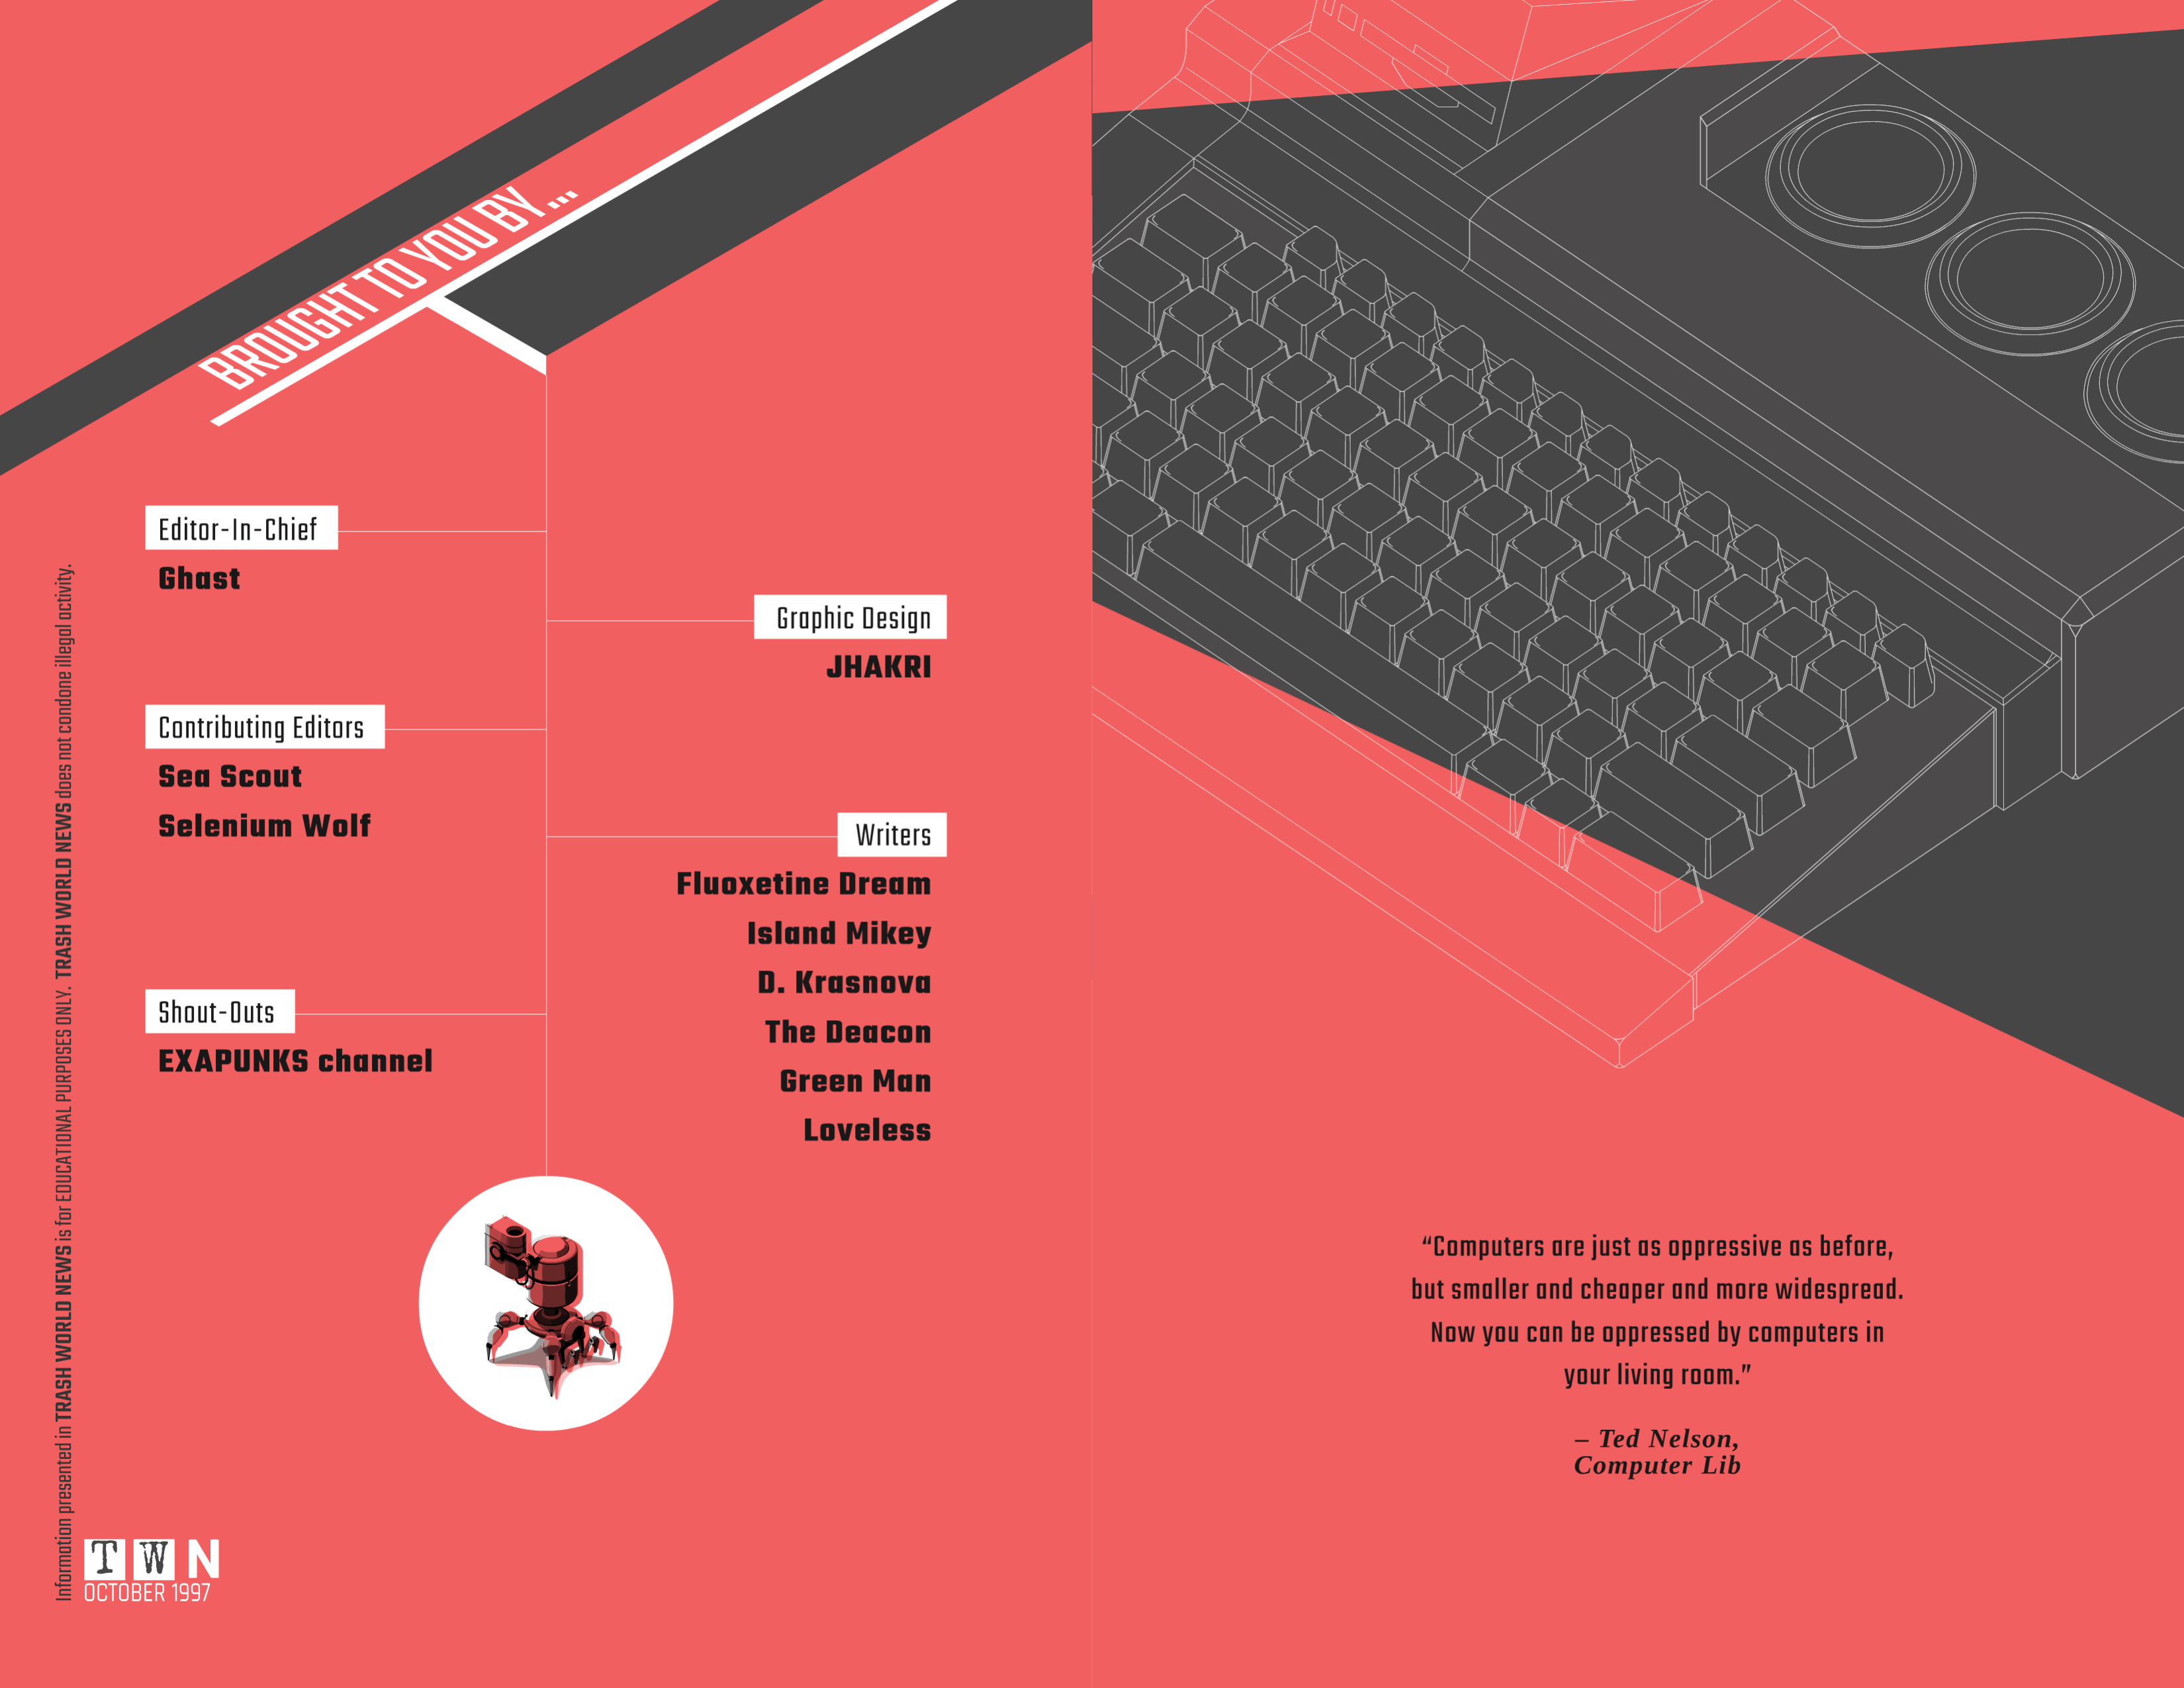 BROUGHT TO YOU BY...
Editor-In-Chief
Ghast
Graphic Design
JHAKRI
Contributing Editors
Sea Scout
Selenium Wolf
Writers
Fluoxetine Dream
Island Mikey
D. Krasnova
The Deacon
Green Man
Loveless
Shout-Outs
EXAPUNKS channel
Information presented in TRASH WORLD NEWS is for EDUCATIONAL PURPOSES ONLY. TRASH WORLD NEWS does not condone illegal activity.
T W N
OCTOBER 1997
“Computers are just as oppressive as before,
but smaller and cheaper and more widespread.
Now you can be oppressed by computers in
your living room.”
– Ted Nelson,
Computer Lib